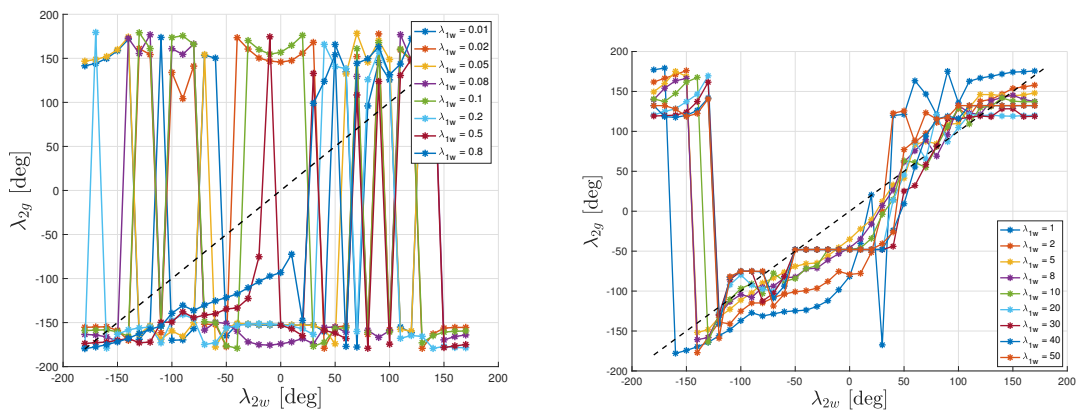 200
150
100
50
0
-50
-100
-150
-200
-200
-150
-100
-50
0
50
100
150
200
λ2g [deg]
λ2w [deg]
λ1w = 0.01
λ1w = 0.02
λ1w = 0.05
λ1w = 0.08
λ1w = 0.1
λ1w = 0.2
λ1w = 0.5
λ1w = 0.8
200
150
100
50
0
-50
-100
-150
-200
-200
-150
-100
-50
0
50
100
150
200
λ2g [deg]
λ2w [deg]
λ1w = 1
λ1w = 2
λ1w = 5
λ1w = 8
λ1w = 10
λ1w = 20
λ1w = 30
λ1w = 40
λ1w = 50